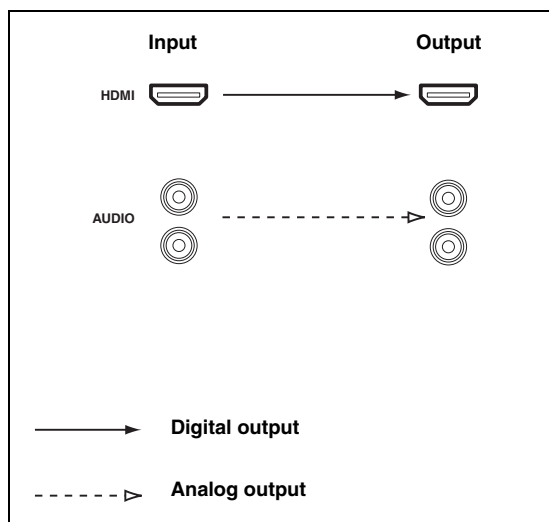 Input Output
HDMI
AUDIO
Digital output
Analog output